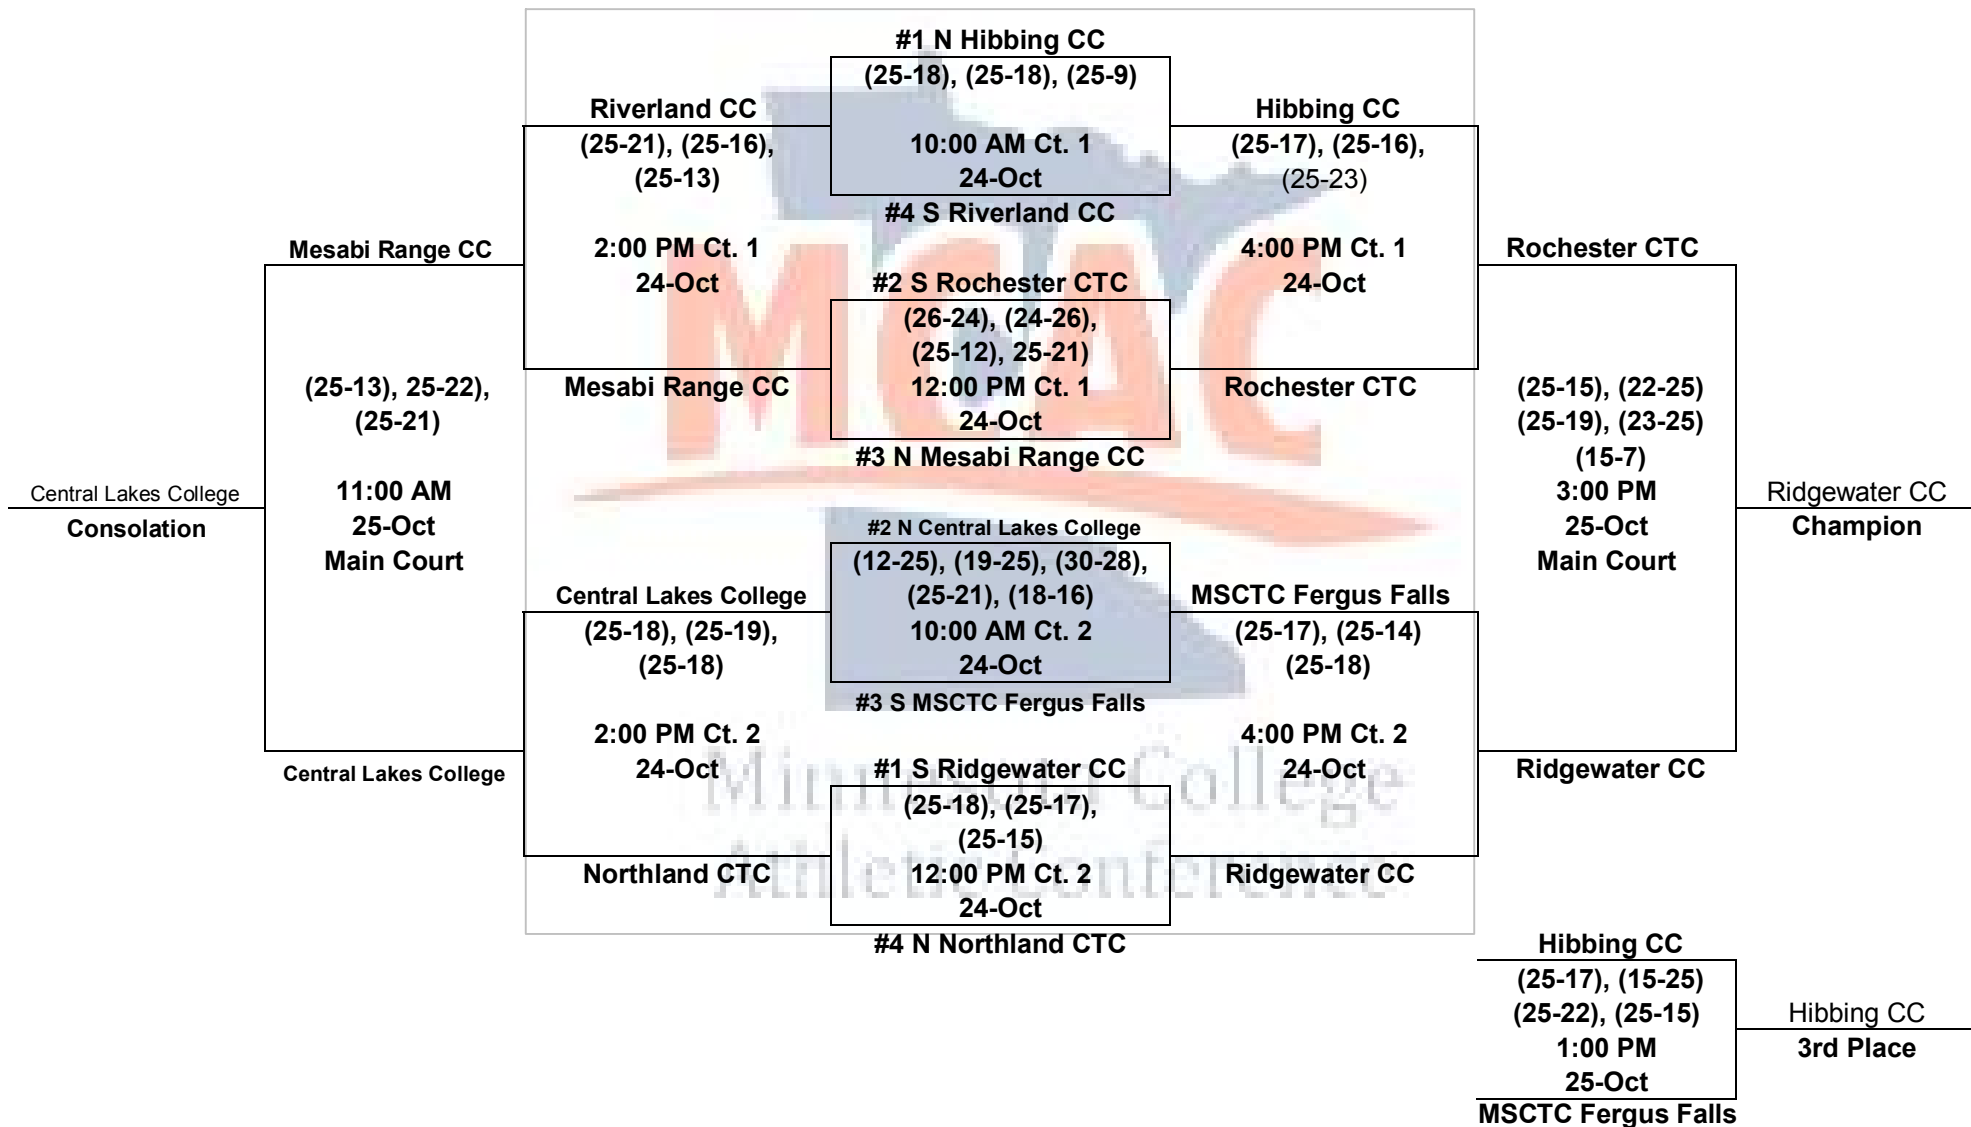 #1 N Hibbing CC
(25-18), (25-18), (25-9)
10:00 AM Ct. 1
24-Oct
#4 S Riverland CC
Riverland CC
(25-21), (25-16),
(25-13)
2:00 PM Ct. 1
24-Oct
Mesabi Range CC
Hibbing CC
(25-17), (25-16),
(25-23)
4:00 PM Ct. 1
24-Oct
Rochester CTC
#2 S Rochester CTC
(26-24), (24-26),
(25-12), 25-21)
12:00 PM Ct. 1
24-Oct
#3 N Mesabi Range CC
Mesabi Range CC
(25-13), 25-22),
(25-21)
11:00 AM
25-Oct
Main Court
Central Lakes College
Consolation
Central Lakes College
Rochester CTC
(25-15), (22-25)
(25-19), (23-25)
(15-7)
3:00 PM
25-Oct
Main Court
Ridgewater CC
Champion
Ridgewater CC
MCAC
#2 N Central Lakes College
(12-25), (19-25), (30-28),
(25-21), (18-16)
10:00 AM Ct. 2
24-Oct
#3 S MSCTC Fergus Falls
Central Lakes College
(25-18), (25-19),
(25-18)
2:00 PM Ct. 2
24-Oct
Northland CTC
MSCTC Fergus Falls
(25-17), (25-14)
(25-18)
4:00 PM Ct. 2
24-Oct
Ridgewater CC
#1 S Ridgewater CC
(25-18), (25-17),
(25-15)
12:00 PM Ct. 2
24-Oct
#4 N Northland CTC
Minnesota College
Athletic Conference
Hibbing CC
(25-17), (15-25)
(25-22), (25-15)
1:00 PM
25-Oct
MSCTC Fergus Falls
Hibbing CC
3rd Place